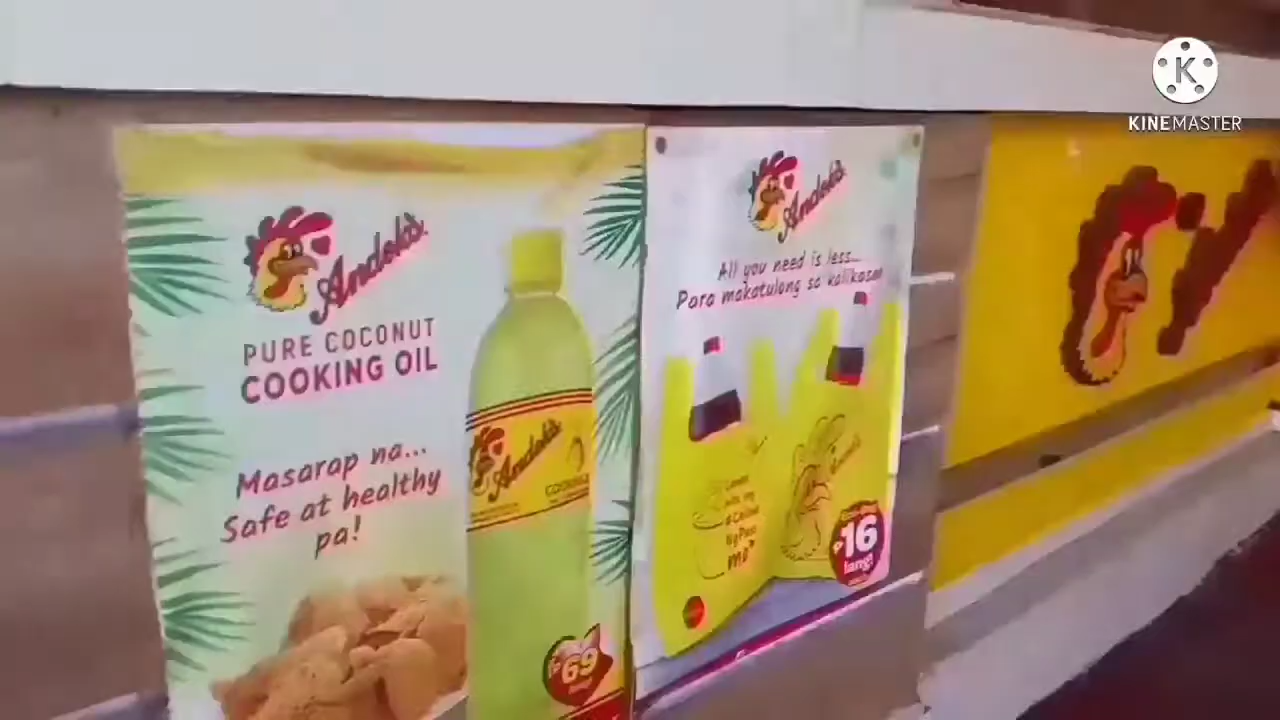 Andok's
PURE COCONUT
COOKING OIL
Masarap na...
Safe at healthy
pa!
Andok's
₱69
Andok's
All you need is less...
Para makatulong sa kalikasan
₱16
lang!
KINEMASTER